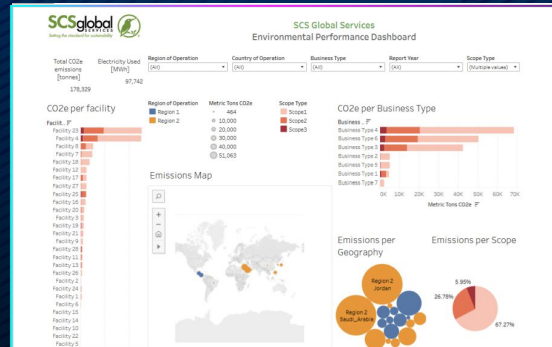 SCSglobal
SERVICES
Setting the standard for sustainability
SCS Global Services
Environmental Performance Dashboard
Total CO2e
emissions
[tonnes]
178,329
Electricity Used
[MWh]
97,742
Region of Operation
(All)
Country of Operation
(All)
Business Type
(All)
Report Year
(All)
Scope Type
(Multiple values)
CO2e per facility
Facilit..
Facility 23
Facility 4
Facility 8
Facility 7
Facility 18
Facility 12
Facility 17
Facility 27
Facility 25
Facility 16
Facility 20
Facility 3
Facility 19
Facility 21
Facility 9
Facility 23
Facility 11
Facility 13
Facility 26
Facility 2
Facility 24
Facility 1
Facility 6
Facility 15
Facility 14
Facility 10
Facility 22
Facility 5
Region of Operation
Region 1
Region 2
Metric Tons CO2e
464
10,000
20,000
30,000
40,000
51,063
Scope Type
Scope1
Scope2
Scope3
Emissions Map
CO2e per Business Type
Business ..
Business Type 4
Business Type 6
Business Type 3
Business Type 2
Business Type 5
Business Type 1
Business Type 7
0K 10K 20K 30K 40K 50K 60K 70K
Metric Tons CO2e
Emissions per
Geography
Region 2
Jordan
Region 2
Saudi_Arabia
Emissions per Scope
5.95%
26.78%
67.27%